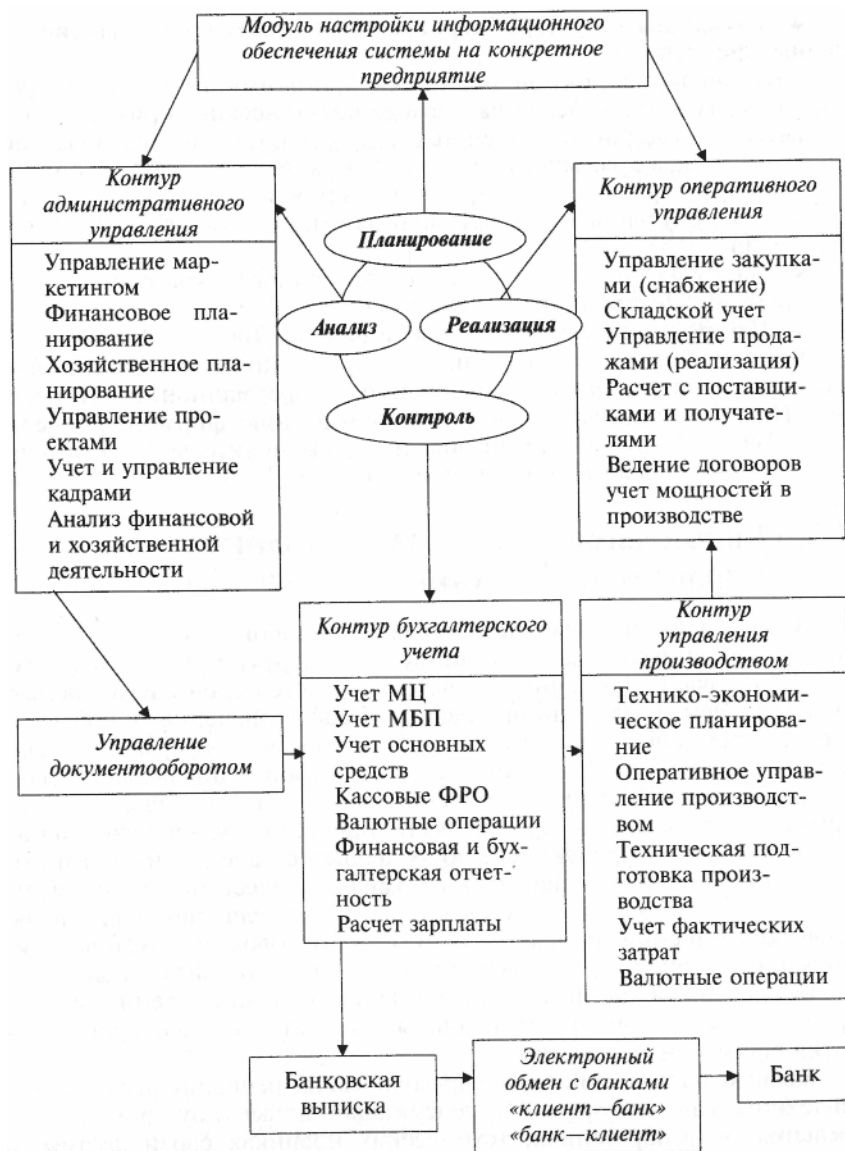 Модуль настройки информационного
обеспечения системы на конкретное
предприятие
Контур
административного
управления
Управление мар-
кетингом
Финансовое пла-
нирование
Хозяйственное пла-
нирование
Управление про-
ектами
Учет и управление
кадрами
Анализ финансовой
и хозяйственной
деятельности
Планирование
Анализ
Реализация
Контроль
Контур оперативного
управления
Управление закупка-
ми (снабжение)
Складской учет
Управление прода-
жами (реализация)
Расчет с поставщи-
ками и получате-
лями
Ведение договоров
учет мощностей в
производстве
Управление
документооборотом
Контур бухгалтерского
учета
Учет МЦ
Учет МБП
Учет основных
средств
Кассовые ФРО
Валютные операции
Финансовая и бух-
галтерская отчет-
ность
Расчет зарплаты
Контур
управления
производством
Технико-экономи-
ческое планирова-
ние
Оперативное управ-
ление производст-
вом
Техническая под-
готовка произ-
водства
Учет фактических
затрат
Валютные операции
Банковская
выписка
Электронный
обмен с банками
«клиент—банк»
«банк—клиент»
Банк